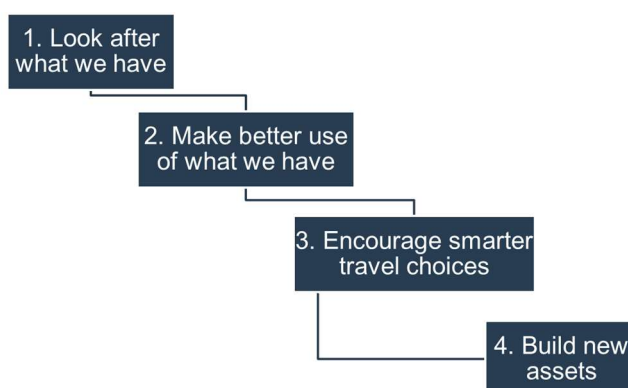 1. Look after
what we have
2. Make better use
of what we have
3. Encourage smarter
travel choices
4. Build new
assets